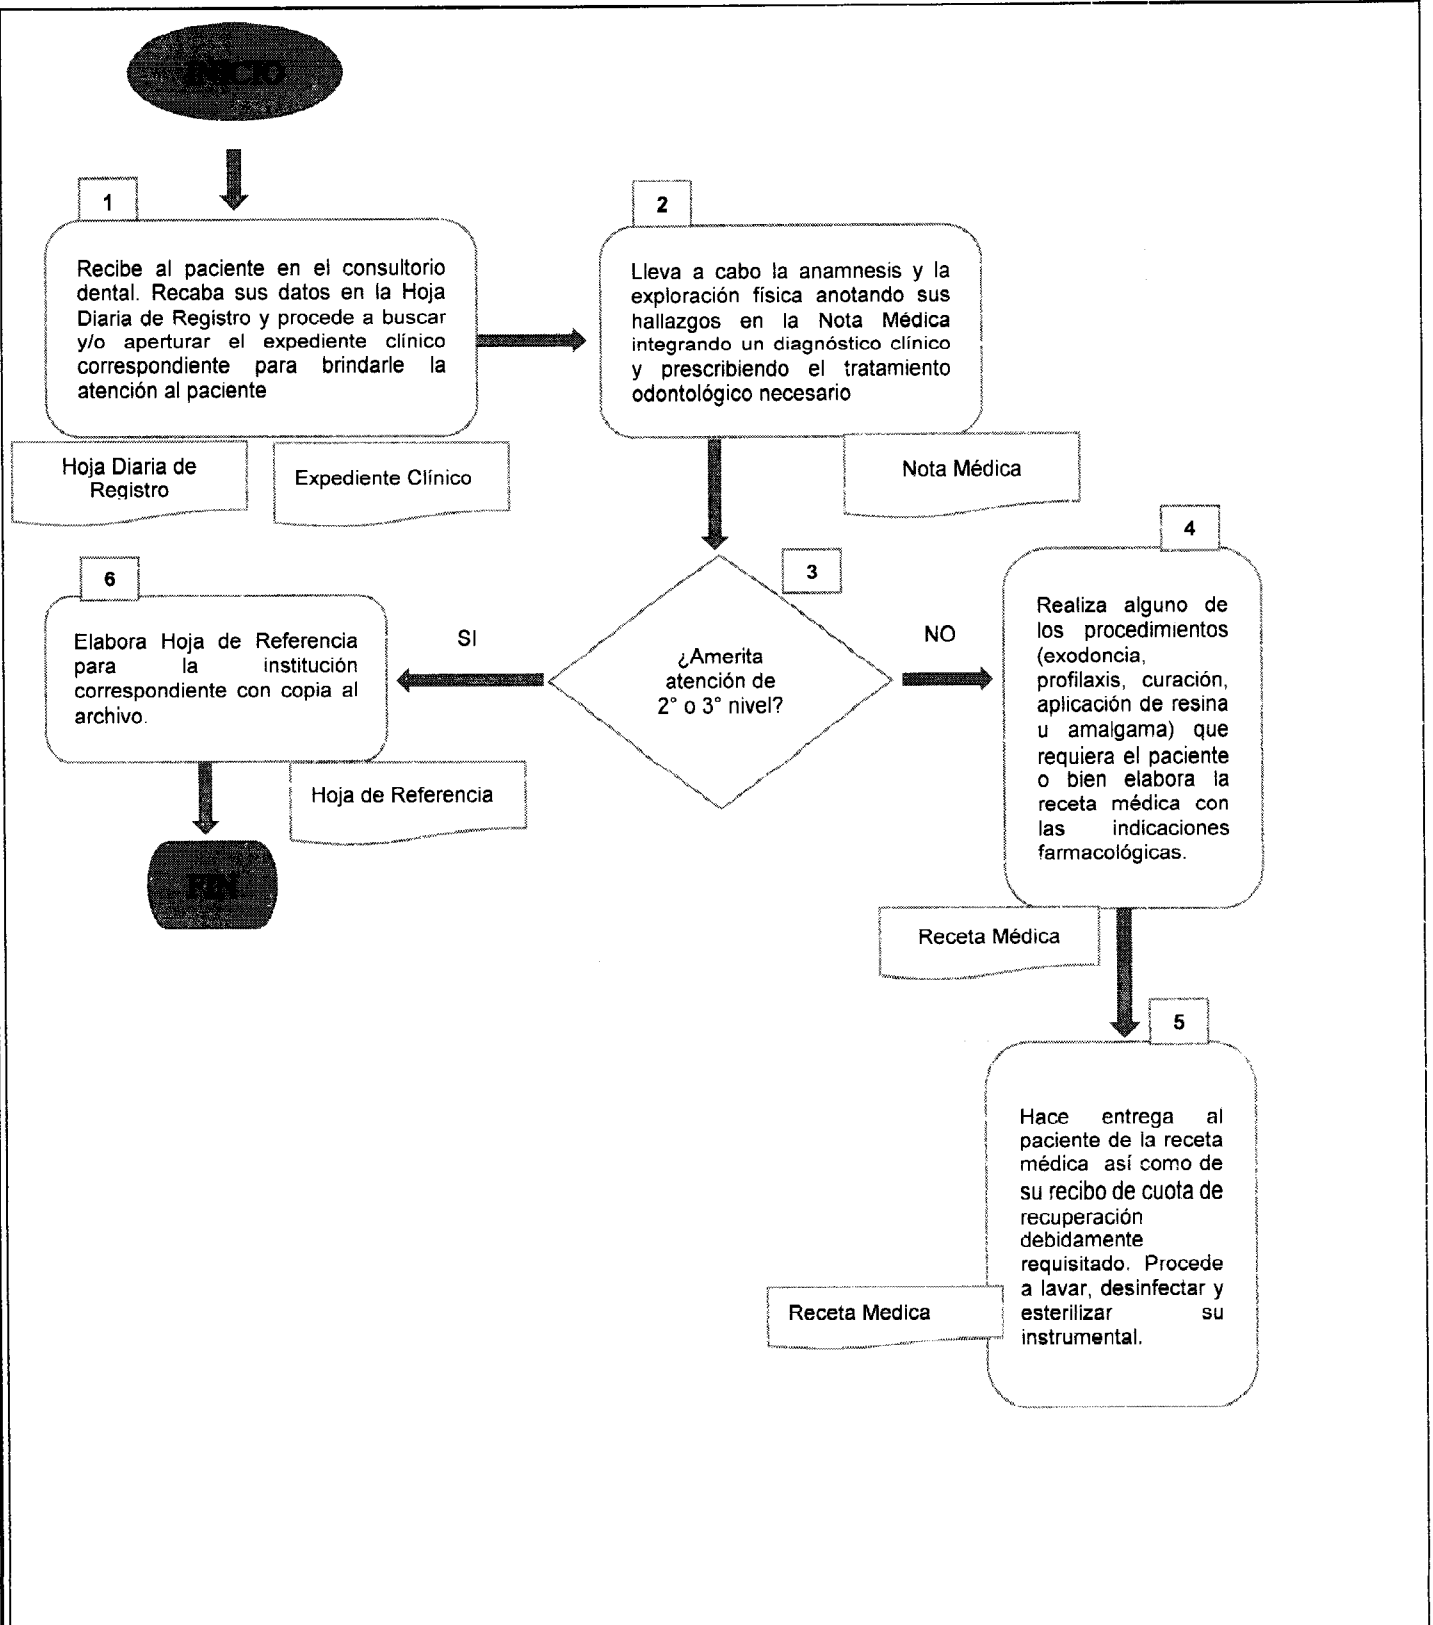 INICIO
1
Recibe al paciente en el consultorio
dental. Recaba sus datos en la Hoja
Diaria de Registro y procede a buscar
y/o aperturar el expediente clínico
correspondiente para brindarle la
atención al paciente
Hoja Diaria de
Registro
Expediente Clínico
2
Lleva a cabo la anamnesis y la
exploración física anotando sus
hallazgos en la Nota Médica
integrando un diagnóstico clínico
y prescribiendo el tratamiento
odontológico necesario
Nota Médica
3
¿Amerita
atención de
2° o 3° nivel?
SI
NO
6
Elabora Hoja de Referencia
para la institución
correspondiente con copia al
archivo.
Hoja de Referencia
FIN
4
Realiza alguno de
los procedimientos
(exodoncia,
profilaxis, curación,
aplicación de resina
u amalgama) que
requiera el paciente
o bien elabora la
receta médica con
las indicaciones
farmacológicas.
Receta Médica
5
Hace entrega al
paciente de la receta
médica así como de
su recibo de cuota de
recuperación
debidamente
requisitado. Procede
a lavar, desinfectar y
esterilizar su
instrumental.
Receta Medica